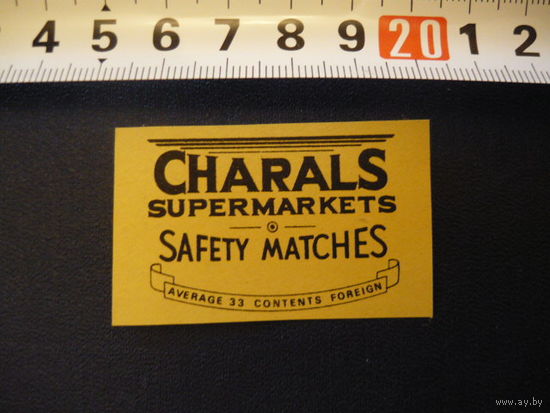 4 5 6 7 8 9 20 1 2
CHARALS
SUPERMARKETS
SAFETY MATCHES
AVERAGE 33 CONTENTS FOREIGN
www.ay.by